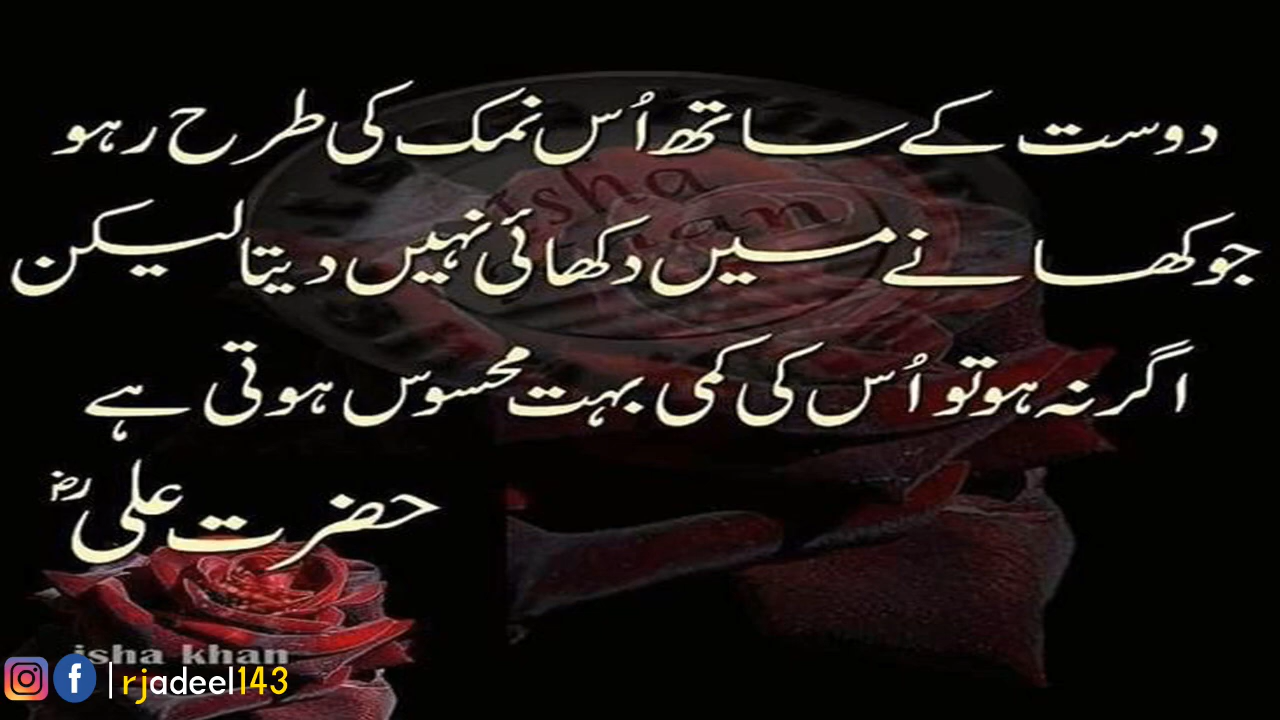 دوست کے ساتھ اُس نمک کی طرح رہو
جو کھانے میں دکھائی نہیں دیتا لیکن
اگر نہ ہو تو اُس کی کمی بہت محسوس ہوتی ہے
حضرت علیؓ
isha khan
|rjadeel143
Isha